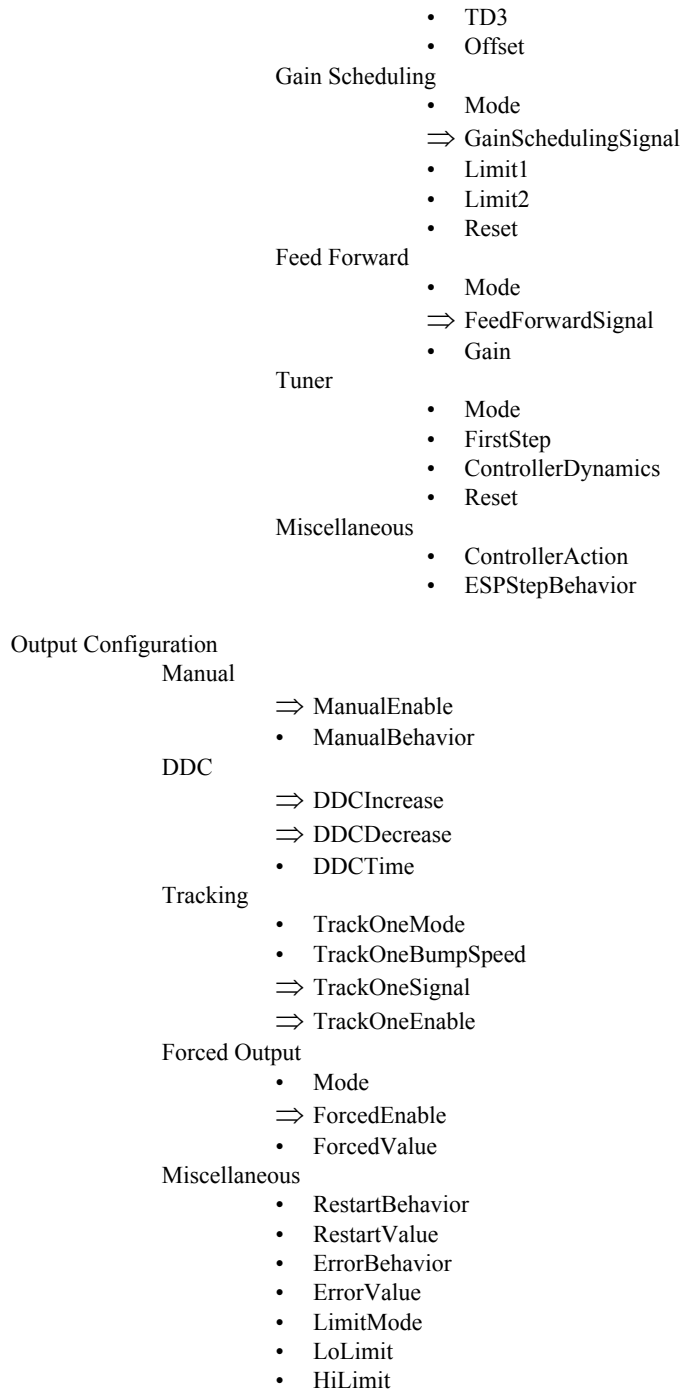 • TD3
• Offset
Gain Scheduling
• Mode
⇒ GainSchedulingSignal
• Limit1
• Limit2
• Reset
Feed Forward
• Mode
⇒ FeedForwardSignal
• Gain
Tuner
• Mode
• FirstStep
• ControllerDynamics
• Reset
Miscellaneous
• ControllerAction
• ESPStepBehavior
Output Configuration
Manual
⇒ ManualEnable
• ManualBehavior
DDC
⇒ DDCIncrease
⇒ DDCDecrease
• DDCTime
Tracking
• TrackOneMode
• TrackOneBumpSpeed
⇒ TrackOneSignal
⇒ TrackOneEnable
Forced Output
• Mode
⇒ ForcedEnable
• ForcedValue
Miscellaneous
• RestartBehavior
• RestartValue
• ErrorBehavior
• ErrorValue
• LimitMode
• LoLimit
• HiLimit